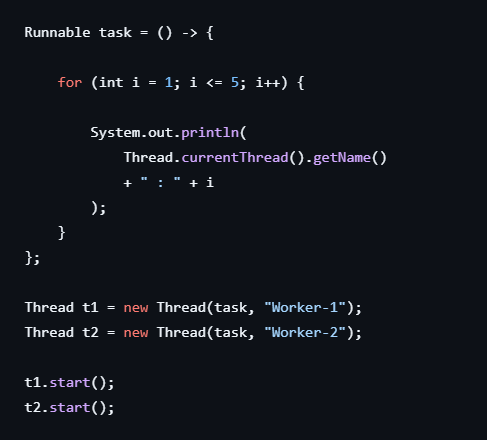 Runnable task = () -> {
    for (int i = 1; i <= 5; i++) {
        System.out.println(
            Thread.currentThread().getName()
            + " : " + i
        );
    }
};
Thread t1 = new Thread(task, "Worker-1");
Thread t2 = new Thread(task, "Worker-2");
t1.start();
t2.start();